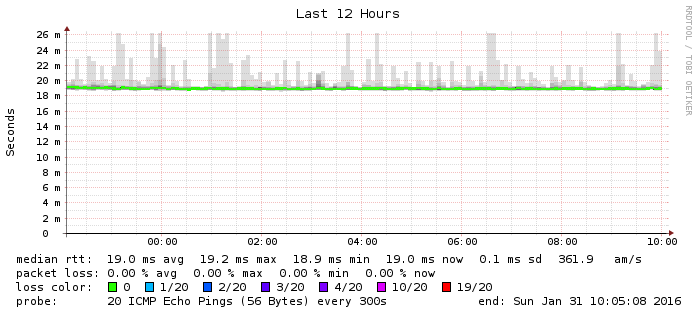 Last 12 Hours
RRDTOOL / TOBI OETIKER
Seconds
26 m
24 m
22 m
20 m
18 m
16 m
14 m
12 m
10 m
8 m
6 m
4 m
2 m
0
00:00 02:00 04:00 06:00 08:00 10:00
median rtt: 19.0 ms avg 19.2 ms max 18.9 ms min 19.0 ms now 0.1 ms sd 361.9 am/s
packet loss: 0.00 % avg 0.00 % max 0.00 % min 0.00 % now
loss color: 0 1/20 2/20 3/20 4/20 10/20 19/20
probe: 20 ICMP Echo Pings (56 Bytes) every 300s end: Sun Jan 31 10:05:08 2016